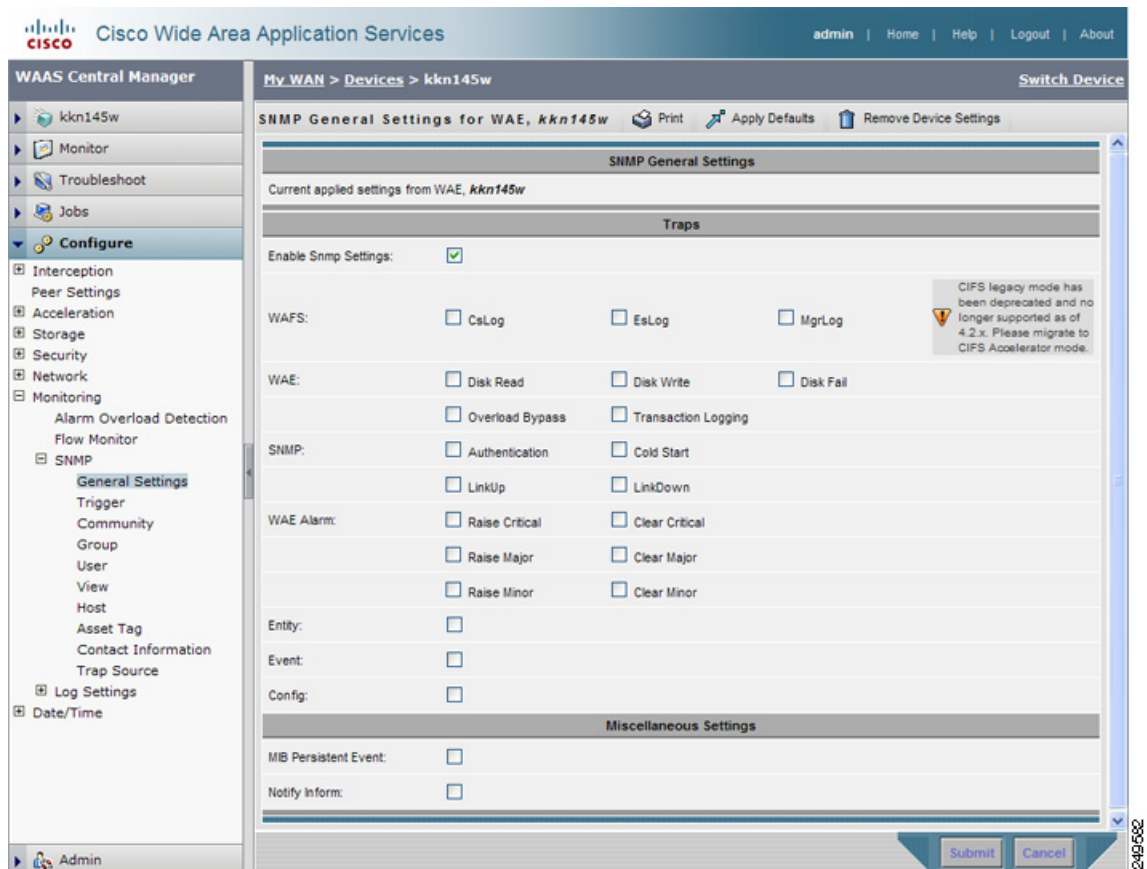 CISCO Cisco Wide Area Application Services
admin | Home | Help | Logout | About
WAAS Central Manager
My WAN > Devices > kkn145w
Switch Device
kkn145w
Monitor
Troubleshoot
Jobs
Configure
Interception
Peer Settings
Acceleration
Storage
Security
Network
Monitoring
Alarm Overload Detection
Flow Monitor
SNMP
General Settings
Trigger
Community
Group
User
View
Host
Asset Tag
Contact Information
Trap Source
Log Settings
Date/Time
Admin
SNMP General Settings for WAE, kkn145w Print Apply Defaults Remove Device Settings
SNMP General Settings
Current applied settings from WAE, kkn145w
Traps
Enable Snmp Settings:
WAFS: CsLog EsLog MgrLog
CIFS legacy mode has
been deprecated and no
longer supported as of
4.2.x. Please migrate to
CIFS Accelerator mode.
WAE: Disk Read Disk Write Disk Fail
Overload Bypass Transaction Logging
SNMP: Authentication Cold Start
LinkUp LinkDown
WAE Alarm: Raise Critical Clear Critical
Raise Major Clear Major
Raise Minor Clear Minor
Entity:
Event:
Config:
Miscellaneous Settings
MIB Persistent Event:
Notify Inform:
Submit Cancel
249582